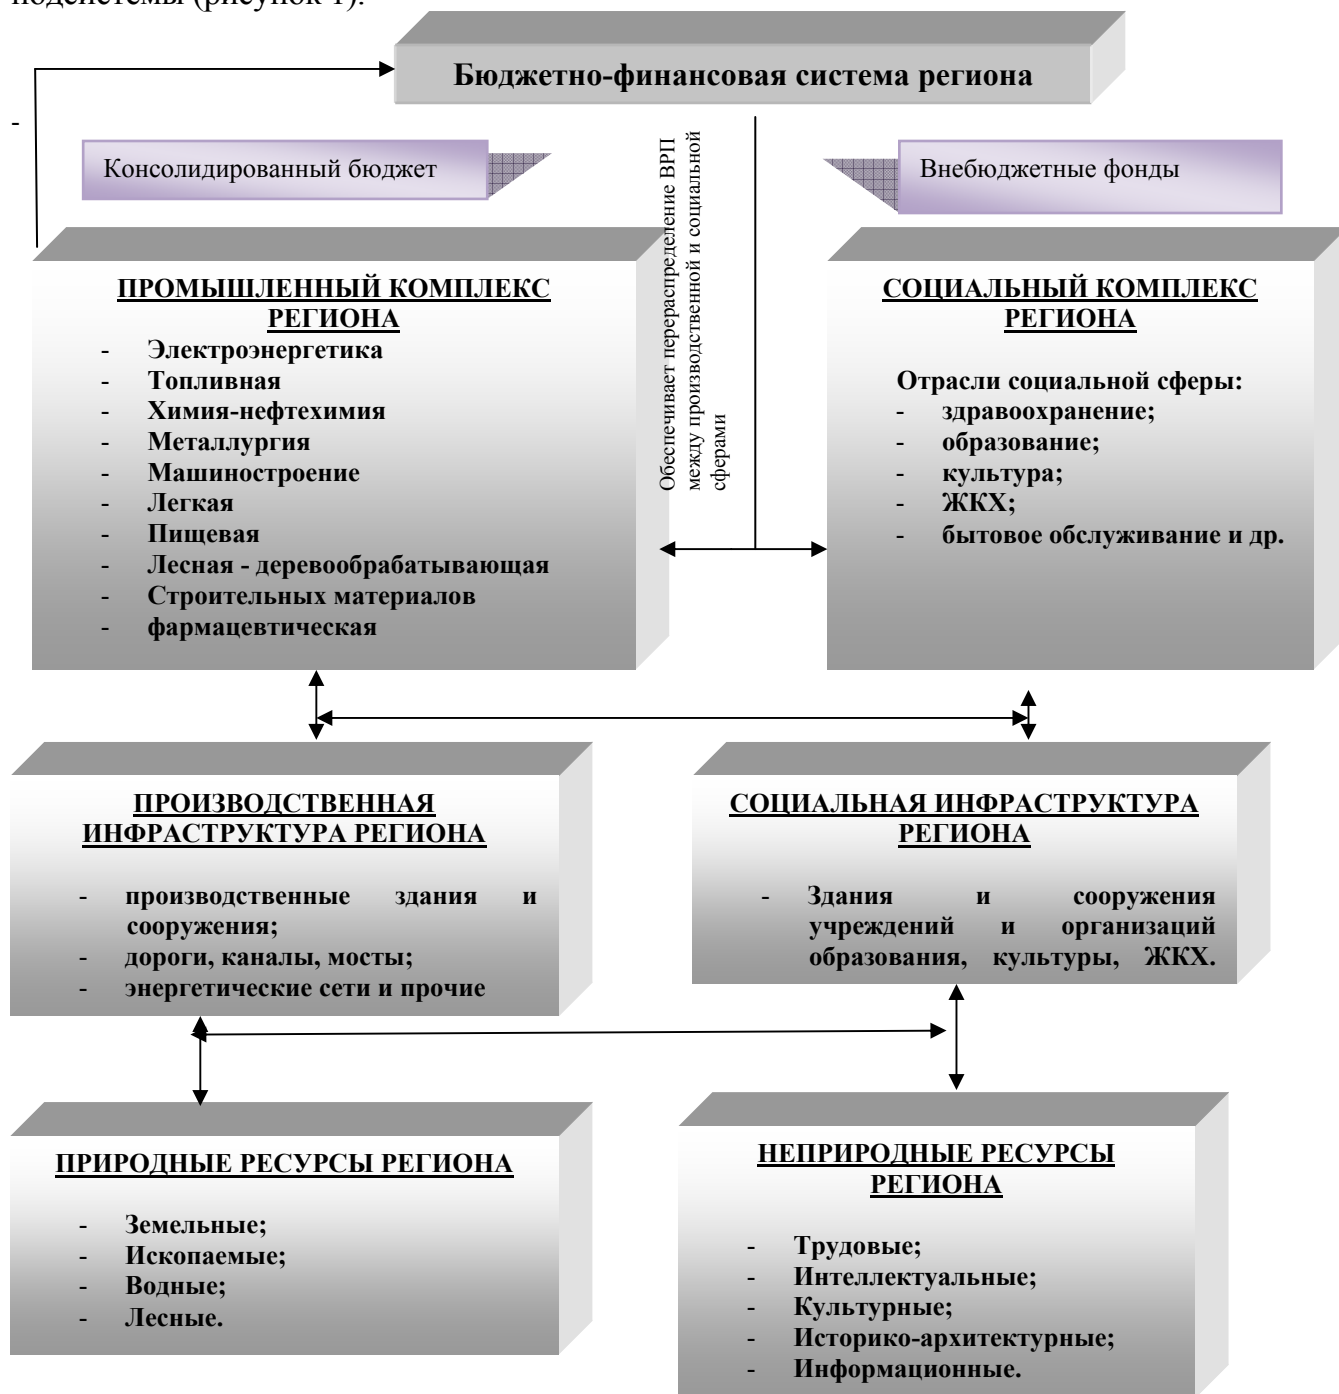 подсистемы (рисунок 1).
Бюджетно-финансовая система региона
-
Консолидированный бюджет
Обеспечивает перераспределение ВРП
между производственной и социальной
сферами
Внебюджетные фонды
ПРОМЫШЛЕННЫЙ КОМПЛЕКС
РЕГИОНА
- Электроэнергетика
- Топливная
- Химия-нефтехимия
- Металлургия
- Машиностроение
- Легкая
- Пищевая
- Лесная - деревообрабатывающая
- Строительных материалов
- фармацевтическая
СОЦИАЛЬНЫЙ КОМПЛЕКС
РЕГИОНА
Отрасли социальной сферы:
- здравоохранение;
- образование;
- культура;
- ЖКХ;
- бытовое обслуживание и др.
ПРОИЗВОДСТВЕННАЯ
ИНФРАСТРУКТУРА РЕГИОНА
- производственные здания и
сооружения;
- дороги, каналы, мосты;
- энергетические сети и прочие
СОЦИАЛЬНАЯ ИНФРАСТРУКТУРА
РЕГИОНА
- Здания и сооружения
учреждений и организаций
образования, культуры, ЖКХ.
ПРИРОДНЫЕ РЕСУРСЫ РЕГИОНА
- Земельные;
- Ископаемые;
- Водные;
- Лесные.
НЕПРИРОДНЫЕ РЕСУРСЫ
РЕГИОНА
- Трудовые;
- Интеллектуальные;
- Культурные;
- Историко-архитектурные;
- Информационные.